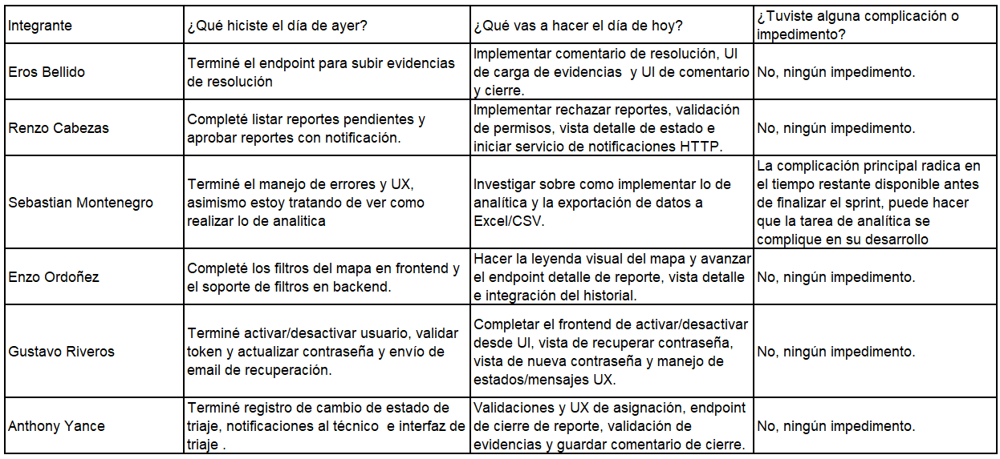 Integrante
¿Qué hiciste el día de ayer?
¿Qué vas a hacer el día de hoy?
¿Tuviste alguna complicación o
impedimento?
Eros Bellido
Terminé el endpoint para subir evidencias
de resolución
Implementar comentario de resolución, UI
de carga de evidencias  y UI de comentario
y cierre.
No, ningún impedimento.
Renzo Cabezas
Completé listar reportes pendientes y
aprobar reportes con notificación.
Implementar rechazar reportes, validación
de permisos, vista detalle de estado e
iniciar servicio de notificaciones HTTP.
No, ningún impedimento.
Sebastian Montenegro
Terminé el manejo de errores y UX,
asimismo estoy tratando de ver como
realizar lo de analitica
Investigar sobre como implementar lo de
analítica y la exportación de datos a
Excel/CSV.
La complicación principal radica en
el tiempo restante disponible antes
de finalizar el sprint, puede hacer
que la tarea de analítica se
complique en su desarrollo
Enzo Ordoñez
Completé los filtros del mapa en frontend y
el soporte de filtros en backend.
Hacer la leyenda visual del mapa y avanzar
el endpoint detalle de reporte, vista detalle
e integración del historial.
No, ningún impedimento.
Gustavo Riveros
Terminé activar/desactivar usuario, validar
token y actualizar contraseña y envío de
email de recuperación.
Completar el frontend de activar/desactivar
desde UI, vista de recuperar contraseña,
vista de nueva contraseña y manejo de
estados/mensajes UX.
No, ningún impedimento.
Anthony Yance
Terminé registro de cambio de estado de
triaje, notificaciones al técnico  e interfaz de
triaje .
Validaciones y UX de asignación, endpoint
de cierre de reporte, validación de
evidencias y guardar comentario de cierre.
No, ningún impedimento.